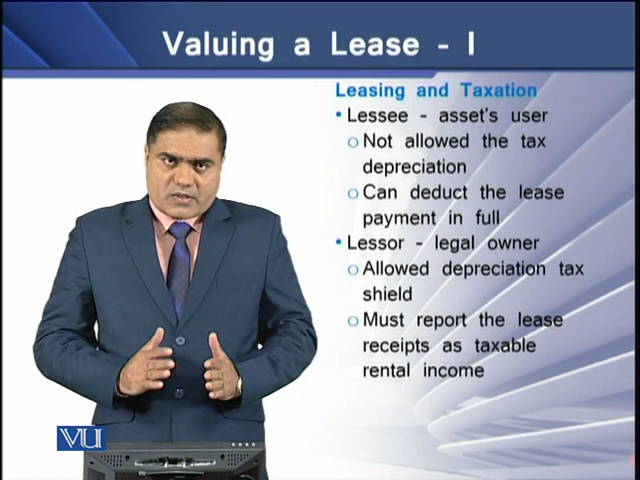 Valuing a Lease - I
Leasing and Taxation
• Lessee - asset's user
o Not allowed the tax
depreciation
o Can deduct the lease
payment in full
• Lessor - legal owner
o Allowed depreciation tax
shield
o Must report the lease
receipts as taxable
rental income
VU